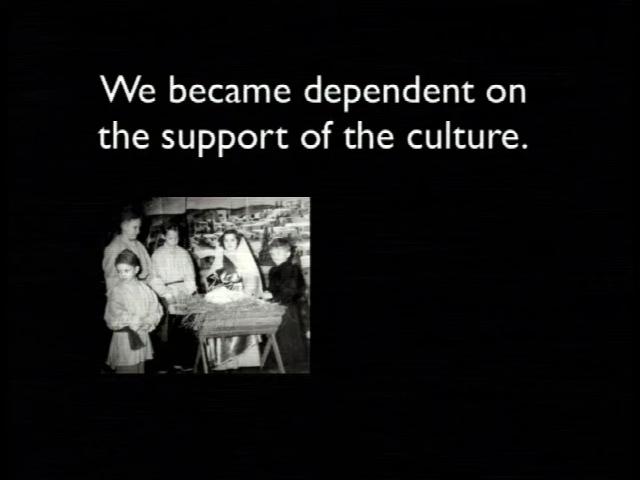 We became dependent on
the support of the culture.